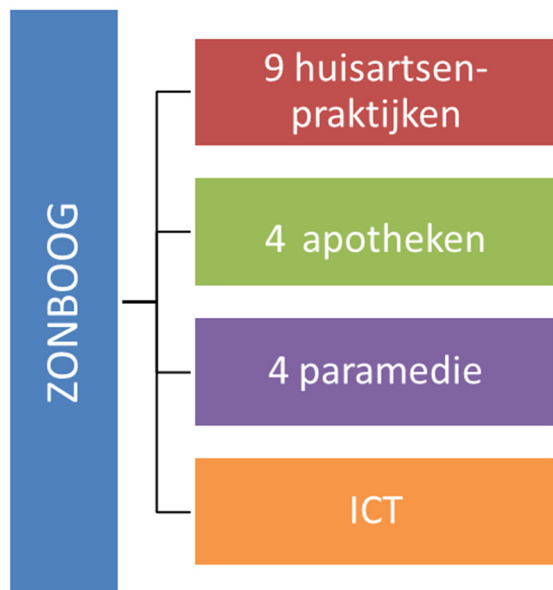 ZONBOOG
9 huisartsen-
praktijken
4 apotheken
4 paramedie
ICT